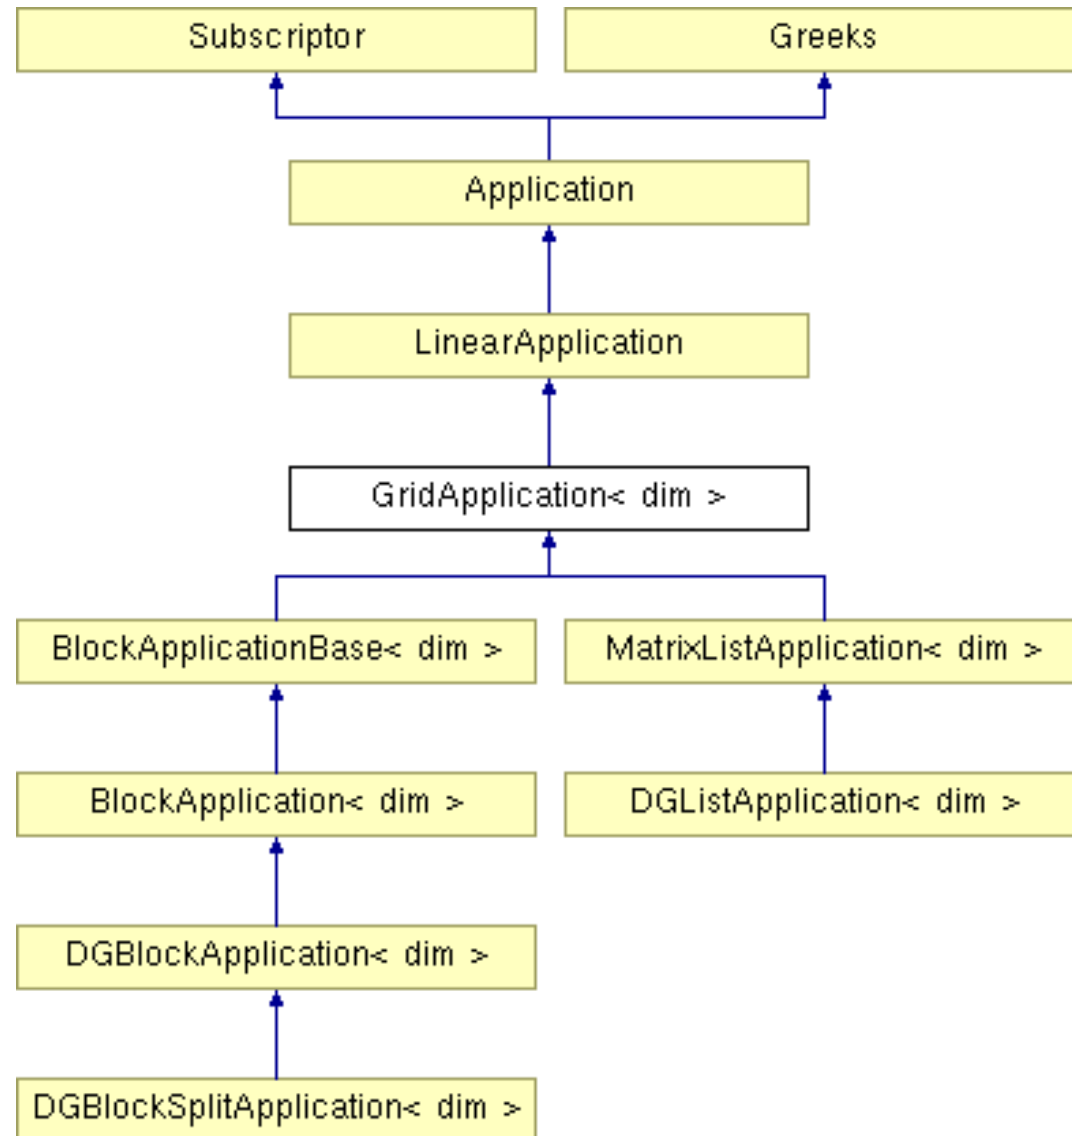 Subscriptor
Greeks
Application
LinearApplication
GridApplication< dim >
BlockApplicationBase< dim >
MatrixListApplication< dim >
BlockApplication< dim >
DGListApplication< dim >
DGBlockApplication< dim >
DGBlockSplitApplication< dim >